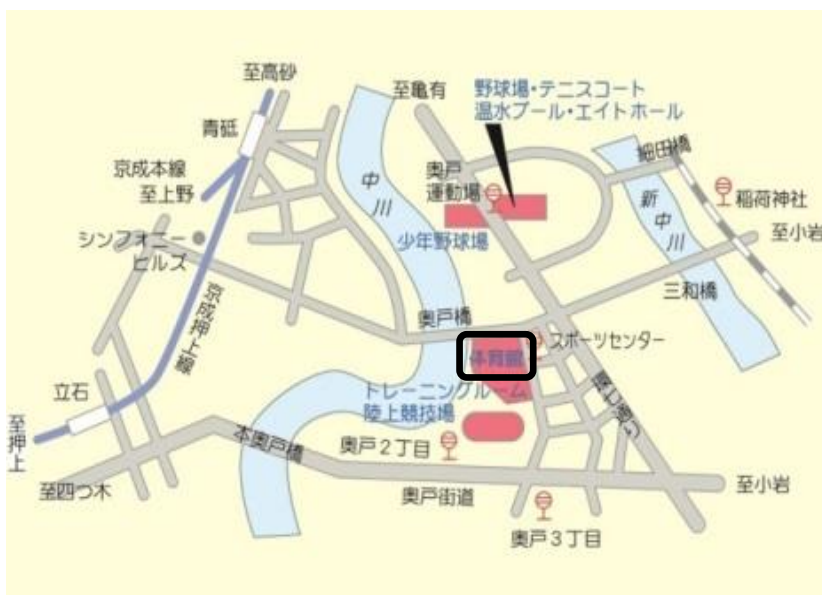 至高砂
至亀有
野球場・テニスコート
温水プール・エイトホール
青砥
京成本線
至上野
シンフォニー
ヒルズ
京成押上線
中川
奥戸
運動場
少年野球場
細田橋
新中川
稲荷神社
至小岩
三和橋
奥戸橋
体育館
スポーツセンター
トレーニングルーム
陸上競技場
立石
至押上
至四つ木
本奥戸橋
奥戸2丁目
奥戸街道
奥戸3丁目
至小岩